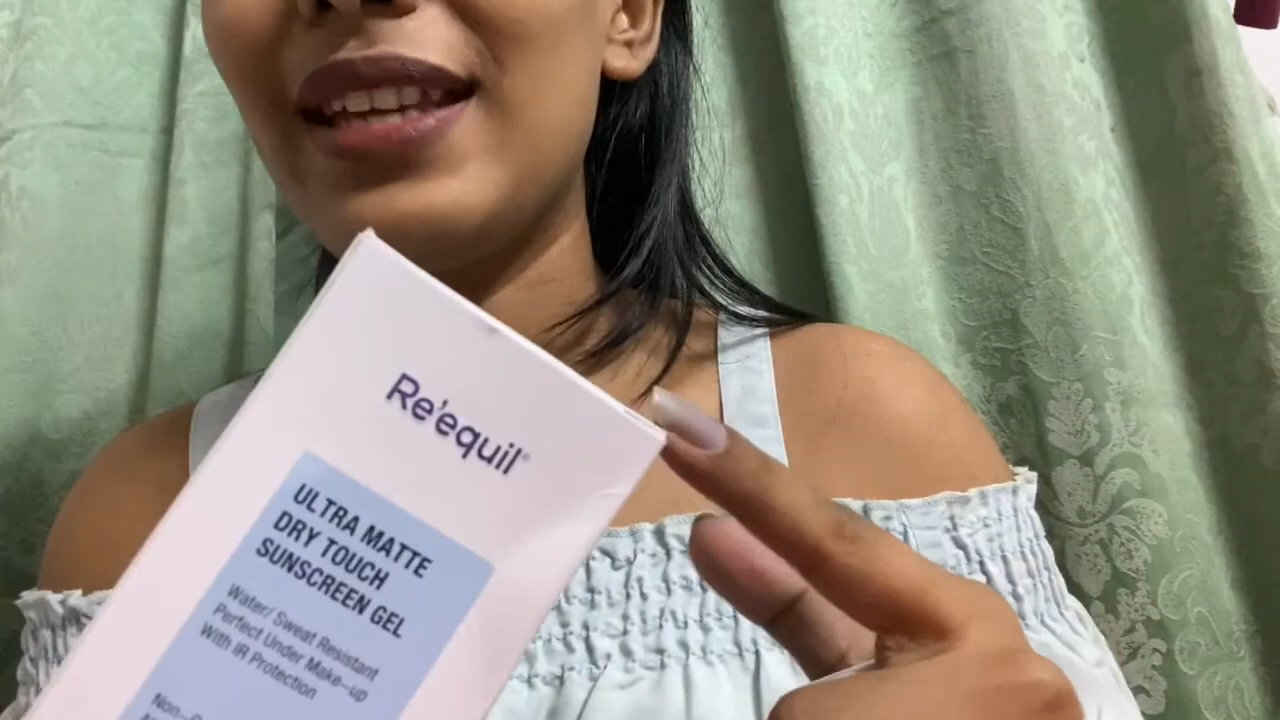 Re'equil®
ULTRA MATTE
DRY TOUCH
SUNSCREEN GEL
Water/ Sweat Resistant
Perfect Under Make-up
With IR Protection